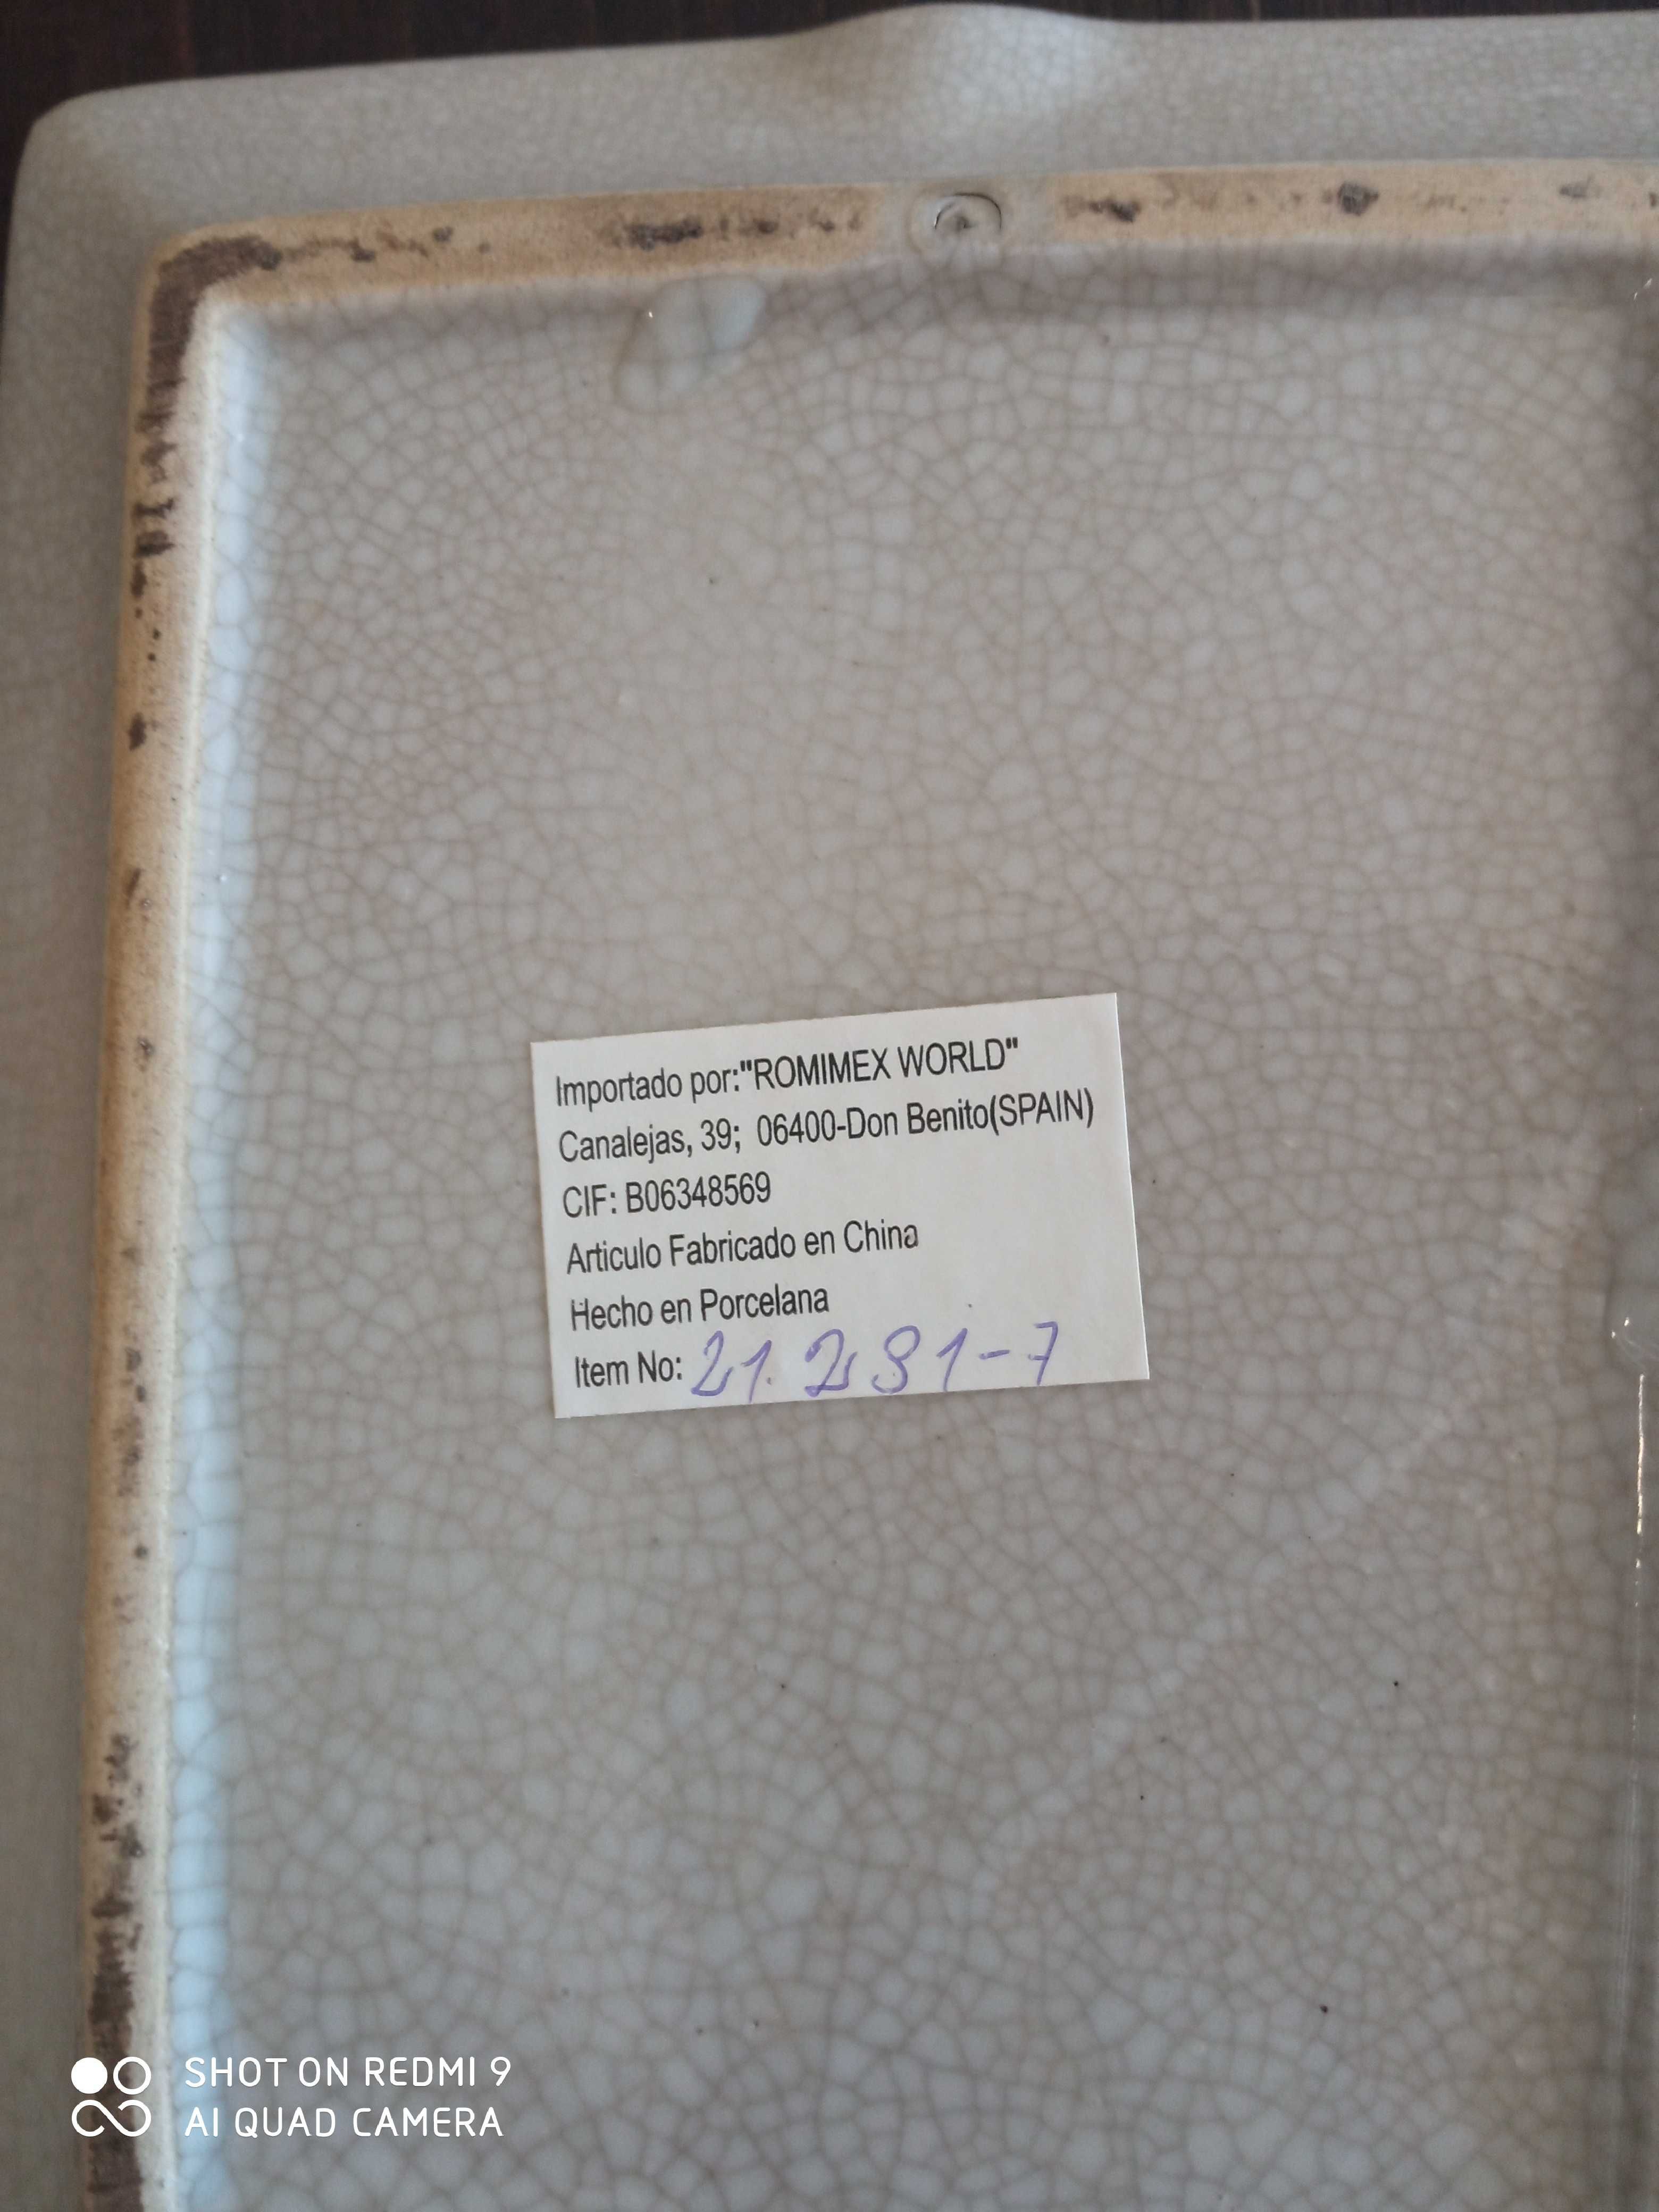 Importado por:"ROMIMEX WORLD"
Canalejas, 39; 06400-Don Benito(SPAIN)
CIF: B06348569
Articulo Fabricado en China
Hecho en Porcelana
Item No: 21.291-7
SHOT ON REDMI 9
AI QUAD CAMERA